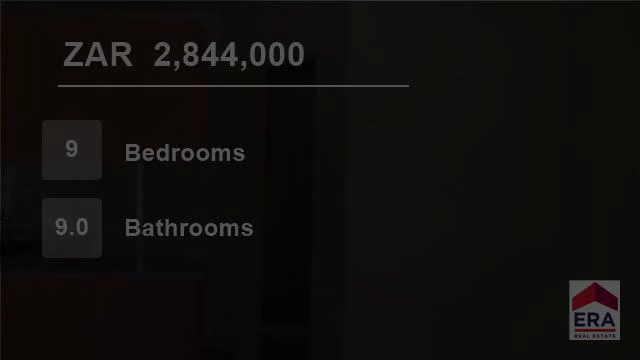 ZAR 2,844,000
9
Bedrooms
9.0
Bathrooms
ERA
REAL ESTATE